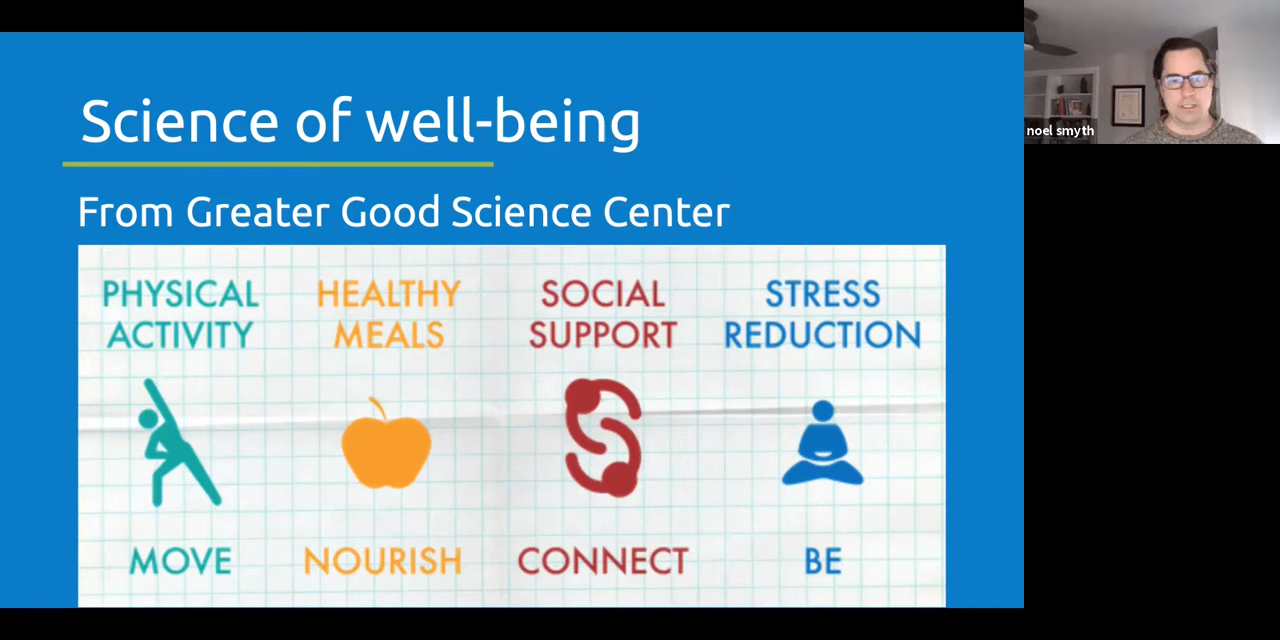 Science of well-being
From Greater Good Science Center
PHYSICAL ACTIVITY
HEALTHY MEALS
SOCIAL SUPPORT
STRESS REDUCTION
MOVE
NOURISH
CONNECT
BE
noel smyth